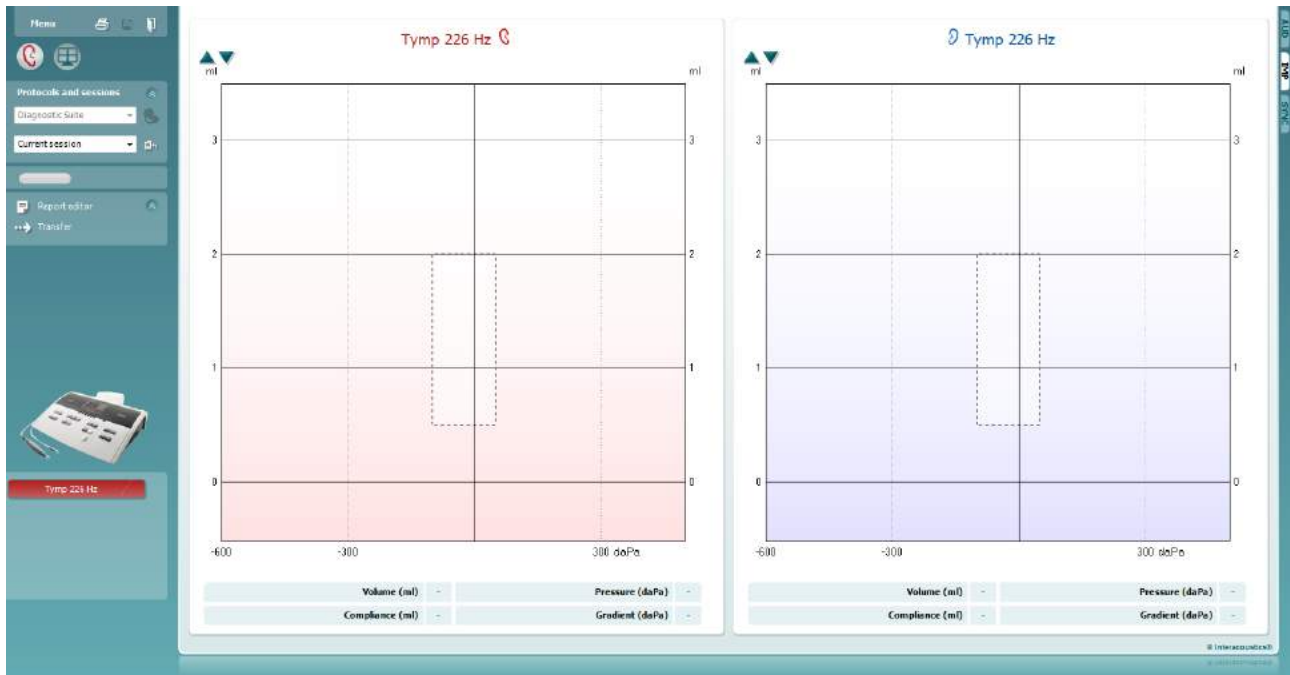 Menu
Protocols and sessions
Diagnostic Suite
Current session
Report editor
Transfer
Tymp 226 Hz
Tymp 226 Hz
ml
ml
3
3
2
2
1
1
0
0
-600
-300
300 daPa
Volume (ml) -
Pressure (daPa) -
Compliance (ml) -
Gradient (daPa) -
Tymp 226 Hz
ml
ml
3
3
2
2
1
1
0
0
-600
-300
300 daPa
Volume (ml) -
Pressure (daPa) -
Compliance (ml) -
Gradient (daPa) -
AUD
IMP
SYNC
© Interacoustics®